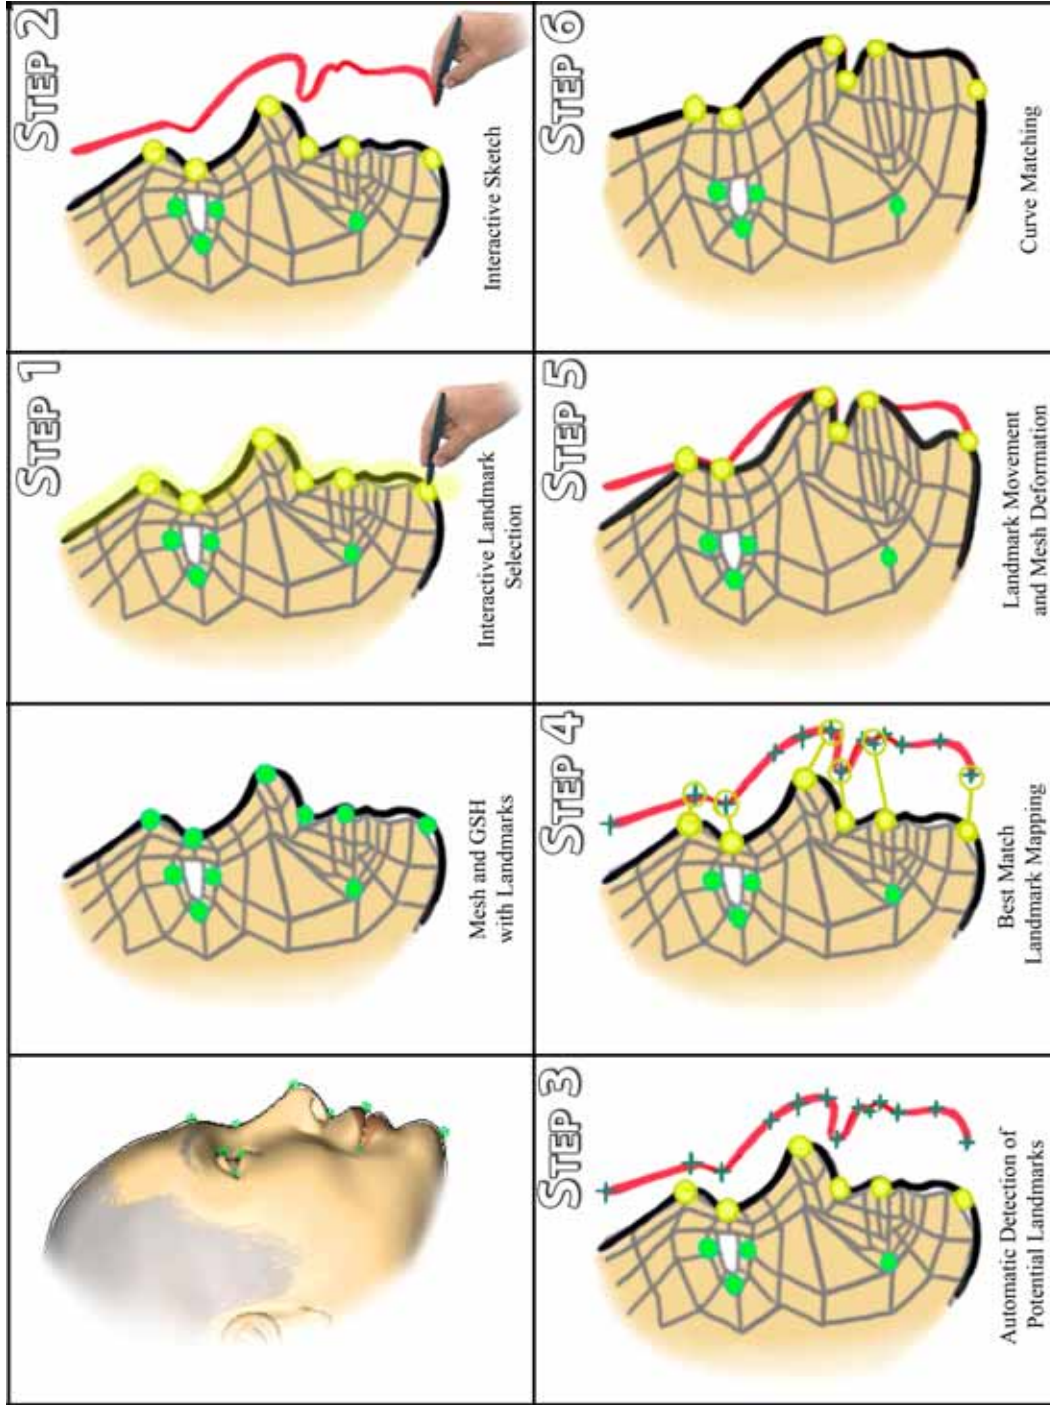 Mesh and GSH
with Landmarks
STEP 1
Interactive Landmark
Selection
STEP 2
Interactive Sketch
STEP 3
Automatic Detection of
Potential Landmarks
STEP 4
Best Match
Landmark Mapping
STEP 5
Landmark Movement
and Mesh Deformation
STEP 6
Curve Matching